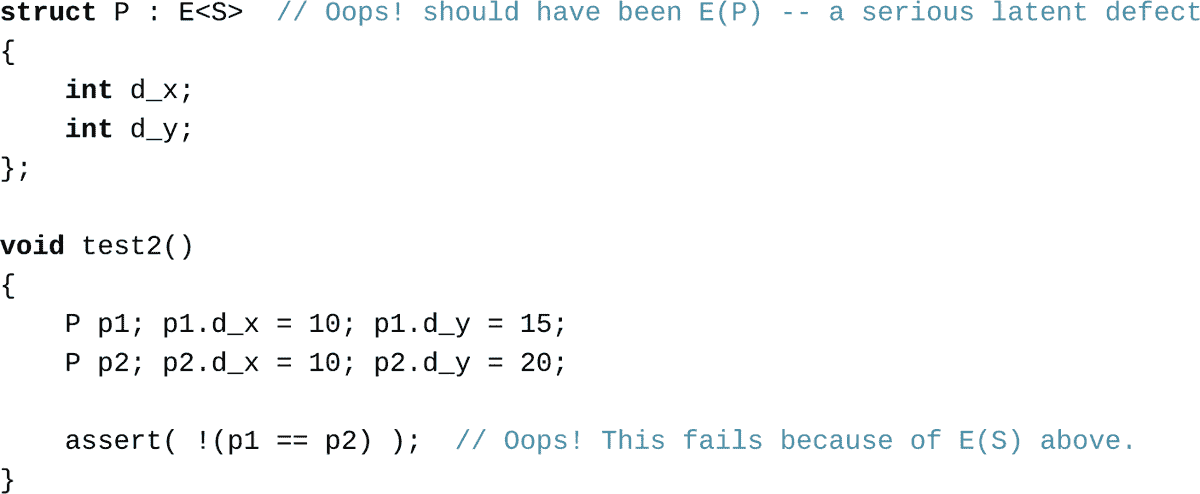 struct P : E<S>  // Oops! should have been E(P) -- a serious latent defect
{
    int d_x;
    int d_y;
};

void test2()
{
    P p1; p1.d_x = 10; p1.d_y = 15;
    P p2; p2.d_x = 10; p2.d_y = 20;

    assert( !(p1 == p2) );  // Oops! This fails because of E(S) above.
}